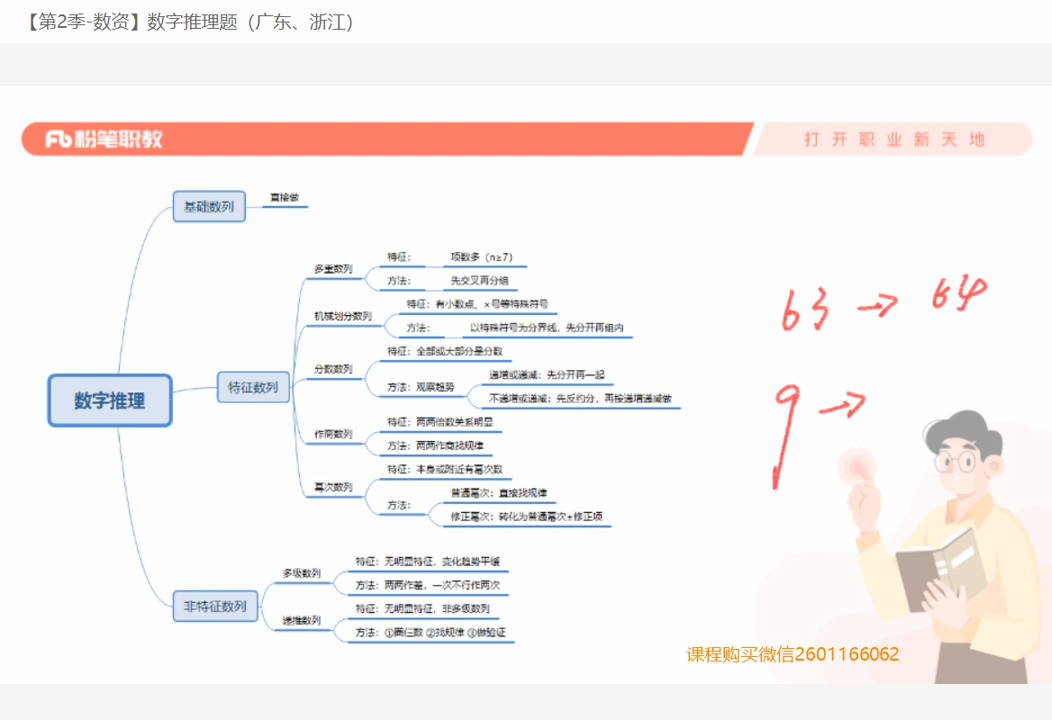 【第2季-数资】数字推理题（广东、浙江）
粉笔职教
打开职业新天地
数字推理
基础数列
直接做
特征数列
多重数列
特征：
项数多（n≥7）
方法：
先交叉再分组
机械划分数列
特征：有小数点、×号等特殊符号
方法：
以特殊符号为分界线，先分开再组内
分数数列
特征：全部或大部分是分数
方法：观察趋势
递增或递减：先分开再一起
不递增或递减：先反约分，再按递增递减做
作商数列
特征：两两倍数关系明显
方法：两两作商找规律
幂次数列
特征：本身或附近有幂次数
方法：
普通幂次：直接找规律
修正幂次：转化为普通幂次±修正项
非特征数列
多级数列
特征：无明显特征，变化趋势平缓
方法：两两作差，一次不行作两次
递推数列
特征：无明显特征，非多级数列
方法：①圈仨数 ②找规律 ③做验证
63 → 64
9 →
课程购买微信2601166062